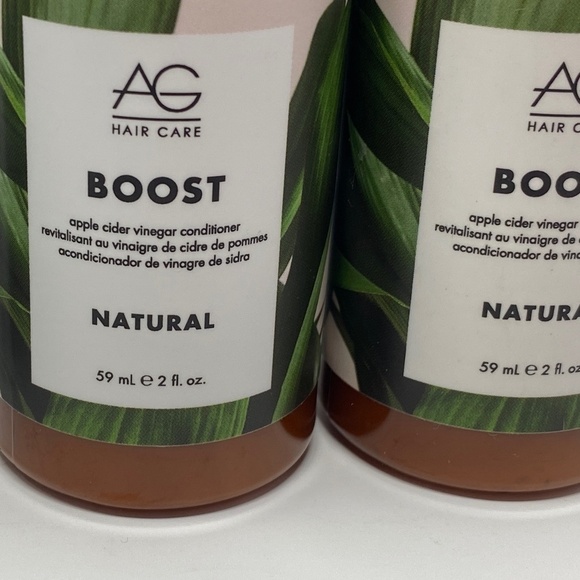 AG
HAIR CARE
BOOST
apple cider vinegar conditioner
revitalisant au vinaigre de cidre de pommes
acondicionador de vinagre de sidra
NATURAL
59 mL ℮ 2 fl. oz.
AG
HAIR C
BOO
apple cider vinegar
revitalisant au vinaigre de
acondicionador de vina
NATURA
59 mL ℮ 2 fl. oz